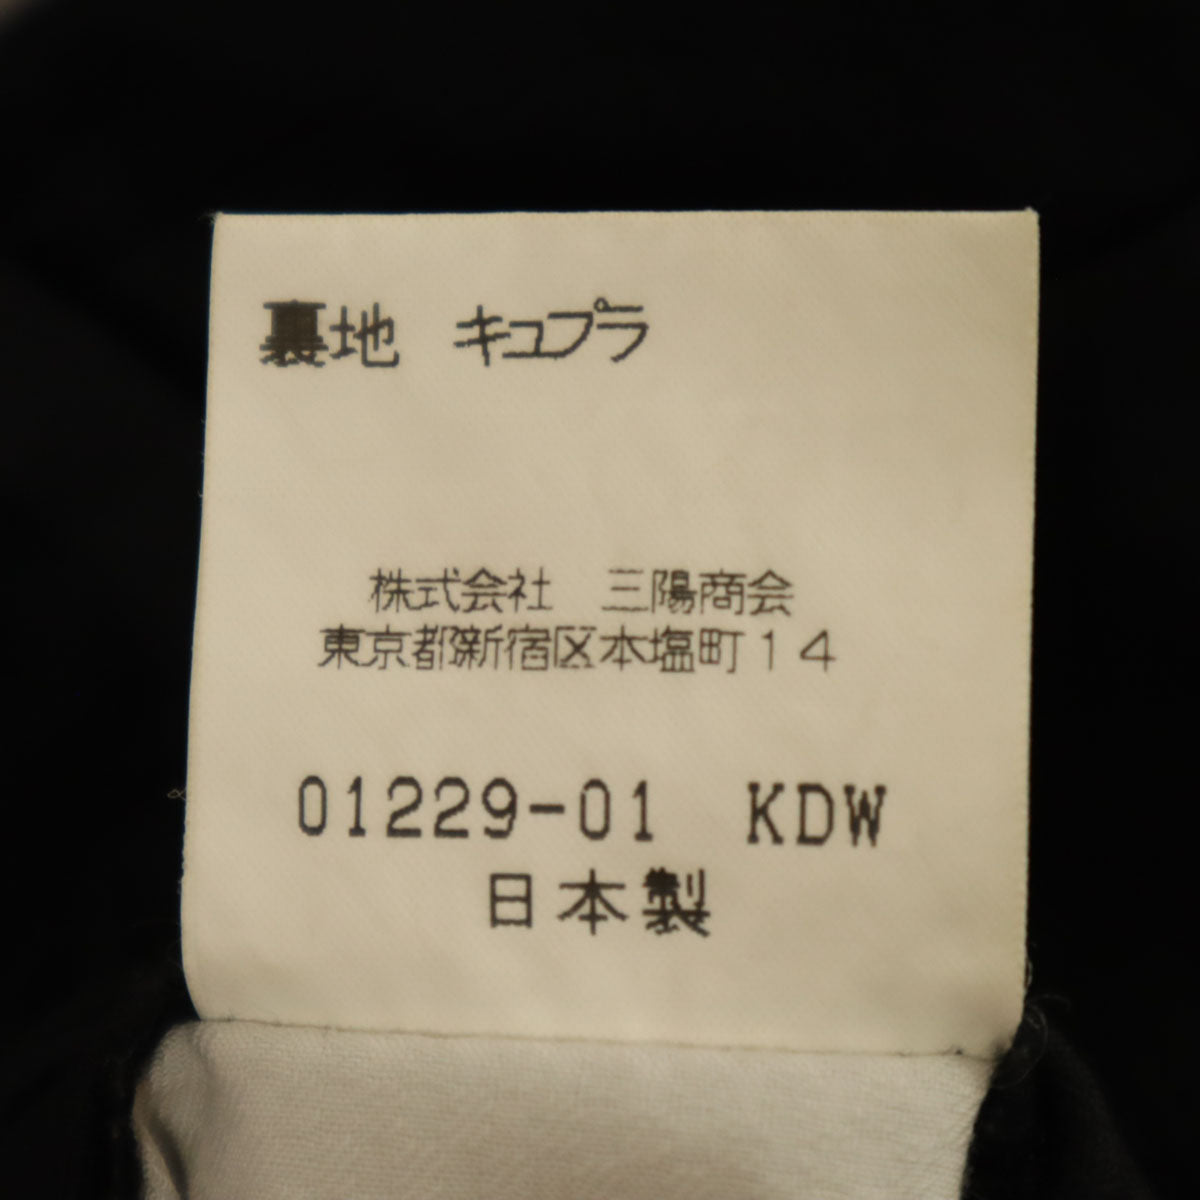 裏地　キュプラ
株式会社　三陽商会
東京都新宿区本塩町１４
01229-01 KDW
日本製